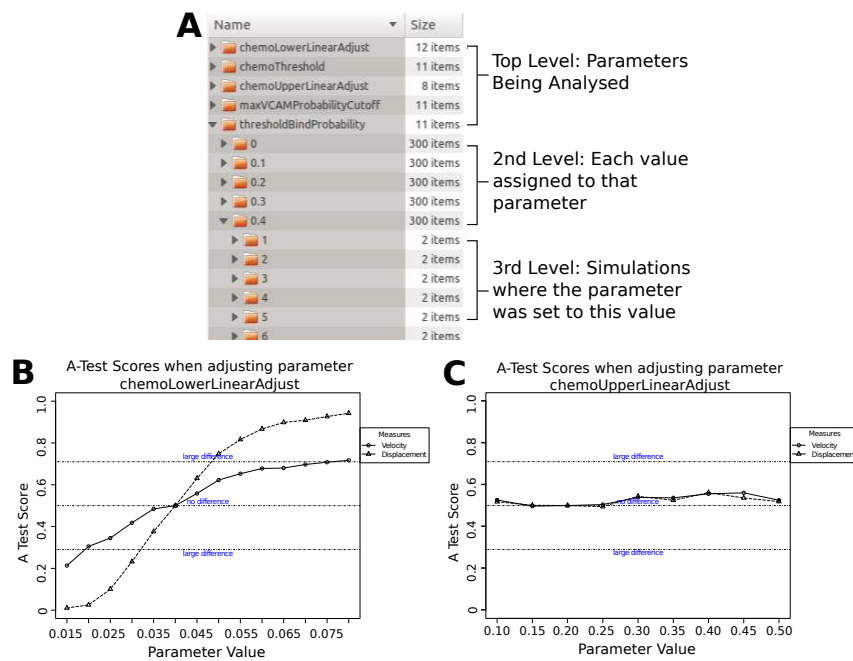 A
Name Size
chemoLowerLinearAdjust 12 items
chemoThreshold 11 items
chemoUpperLinearAdjust 8 items
maxVCAMProbabilityCutoff 11 items
thresholdBindProbability 11 items
0 300 items
0.1 300 items
0.2 300 items
0.3 300 items
0.4 300 items
1 2 items
2 2 items
3 2 items
4 2 items
5 2 items
6 2 items
Top Level: Parameters
Being Analysed
2nd Level: Each value
assigned to that
parameter
3rd Level: Simulations
where the parameter
was set to this value
B
A-Test Scores when adjusting parameter
chemoLowerLinearAdjust
A Test Score
1.0
0.8
0.6
0.4
0.2
0
large difference
no difference
large difference
Measures
Velocity
Displacement
0.015 0.025 0.035 0.045 0.055 0.065 0.075
Parameter Value
C
A-Test Scores when adjusting parameter
chemoUpperLinearAdjust
A Test Score
1.0
0.8
0.6
0.4
0.2
0
large difference
no difference
large difference
Measures
Velocity
Displacement
0.10 0.15 0.20 0.25 0.30 0.35 0.40 0.45 0.50
Parameter Value